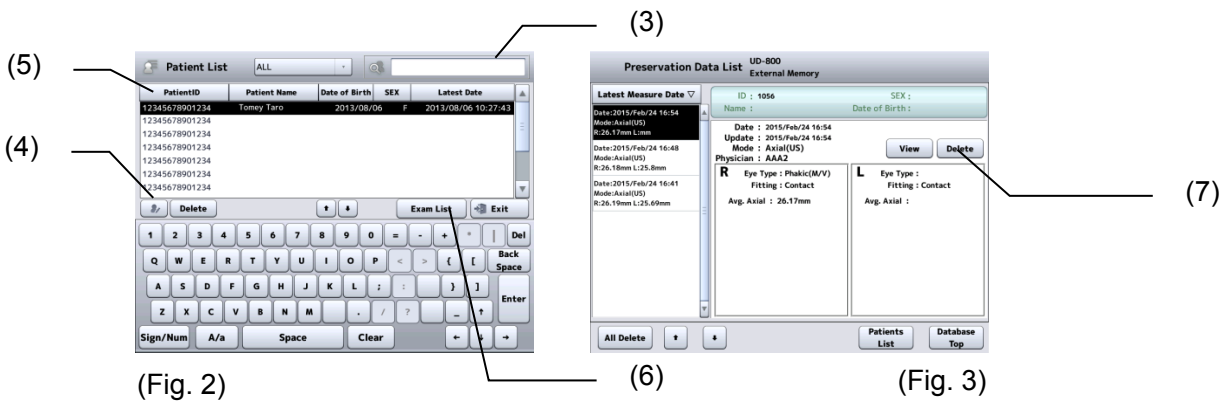 (3)
(5)
(4)
Patient List ALL
PatientID Patient Name Date of Birth SEX Latest Date
12345678901234 Tomey Taro 2013/08/06 F 2013/08/06 10:27:43
12345678901234
12345678901234
12345678901234
12345678901234
12345678901234
Delete Exam List Exit
1 2 3 4 5 6 7 8 9 0 = - + * | Del
Q W E R T Y U I O P < > { [ Back Space
A S D F G H J K L ; : } ] Enter
Z X C V B N M . / ? _ ↑
Sign/Num A/a Space Clear ← ↓ →
(Fig. 2)
Preservation Data List UD-800
External Memory
Latest Measure Date ▽
Date:2015/Feb/24 16:54
Mode:Axial(US)
R:26.17mm L:mm
Date:2015/Feb/24 16:48
Mode:Axial(US)
R:26.18mm L:25.8mm
Date:2015/Feb/24 16:41
Mode:Axial(US)
R:26.19mm L:25.69mm
ID : 1056 SEX :
Name : Date of Birth :
Date : 2015/Feb/24 16:54
Update : 2015/Feb/24 16:54
Mode : Axial(US)
Physician : AAA2
View Delete
R Eye Type : Phakic(M/V)
Fitting : Contact
Avg. Axial : 26.17mm
L Eye Type :
Fitting : Contact
Avg. Axial :
All Delete Patients List Database Top
(7)
(6)
(Fig. 3)